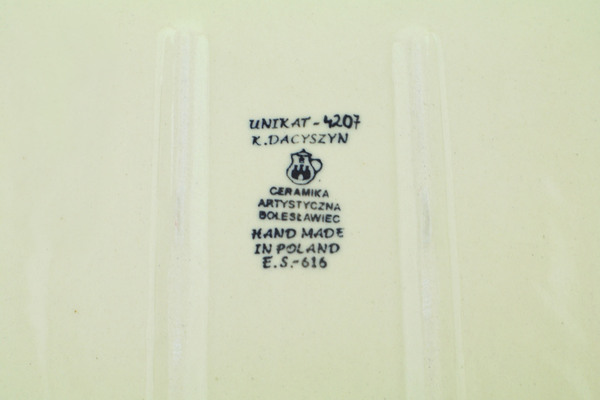 UNIKAT-4207
K.DACYSZYN
CERAMIKA
ARTYSTYCZNA
BOLESŁAWIEC
HAND MADE
IN POLAND
E.S.-616